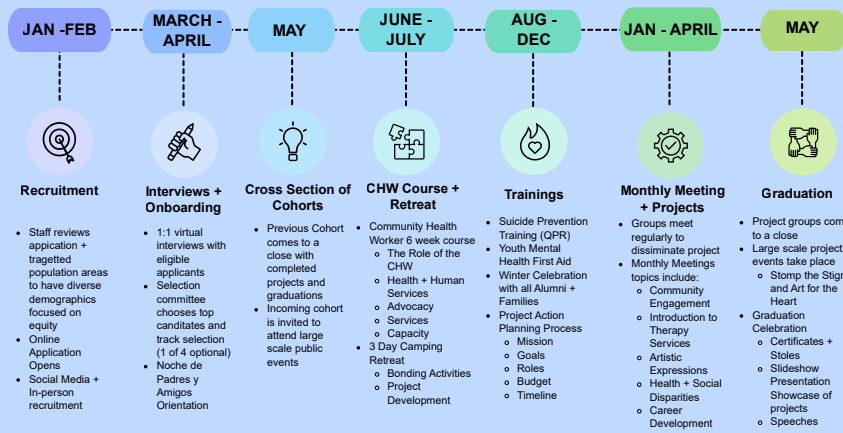 JAN -FEB
MARCH -
APRIL
MAY
JUNE -
JULY
AUG -
DEC
JAN - APRIL
MAY
Recruitment
Staff reviews
appication +
tragetted
population areas
to have diverse
demographics
focused on
equity
Online
Application
Opens
Social Media +
In-person
recruitment
Interviews +
Onboarding
1:1 virtual
interviews with
eligible
applicants
Selection
committee
chooses top
canditates and
track selection
(1 of 4 optional)
Noche de
Padres y
Amigos
Orientation
Cross Section of
Cohorts
Previous Cohort
comes to a
close with
completed
projects and
graduations
Incoming cohort
is invited to
attend large
scale public
events
CHW Course +
Retreat
Community Health
Worker 6 week course
The Role of the
CHW
Health + Human
Services
Advocacy
Services
Capacity
3 Day Camping
Retreat
Bonding Activities
Project
Development
Trainings
Suicide Prevention
Training (QPR)
Youth Mental
Health First Aid
Winter Celebration
with all Alumni +
Families
Project Action
Planning Process
Mission
Goals
Roles
Budget
Timeline
Monthly Meeting
+ Projects
Groups meet
regularly to
dissiminate project
Monthly Meetings
topics include:
Community
Engagement
Introduction to
Therapy
Services
Artistic
Expressions
Health + Social
Disparities
Career
Development
Graduation
Project groups com
to a close
Large scale project
events take place
Stomp the Stign
and Art for the
Heart
Graduation
Celebration
Certificates +
Stoles
Slideshow
Presentation
Showcase of
projects
Speeches